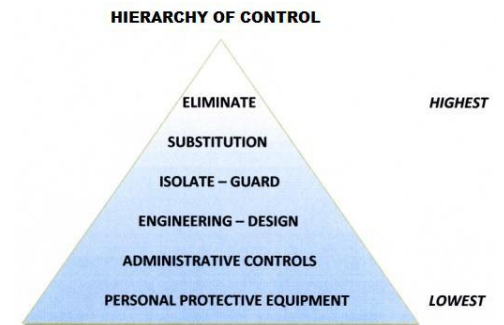 HIERARCHY OF CONTROL
ELIMINATE HIGHEST
SUBSTITUTION
ISOLATE – GUARD
ENGINEERING – DESIGN
ADMINISTRATIVE CONTROLS
PERSONAL PROTECTIVE EQUIPMENT LOWEST